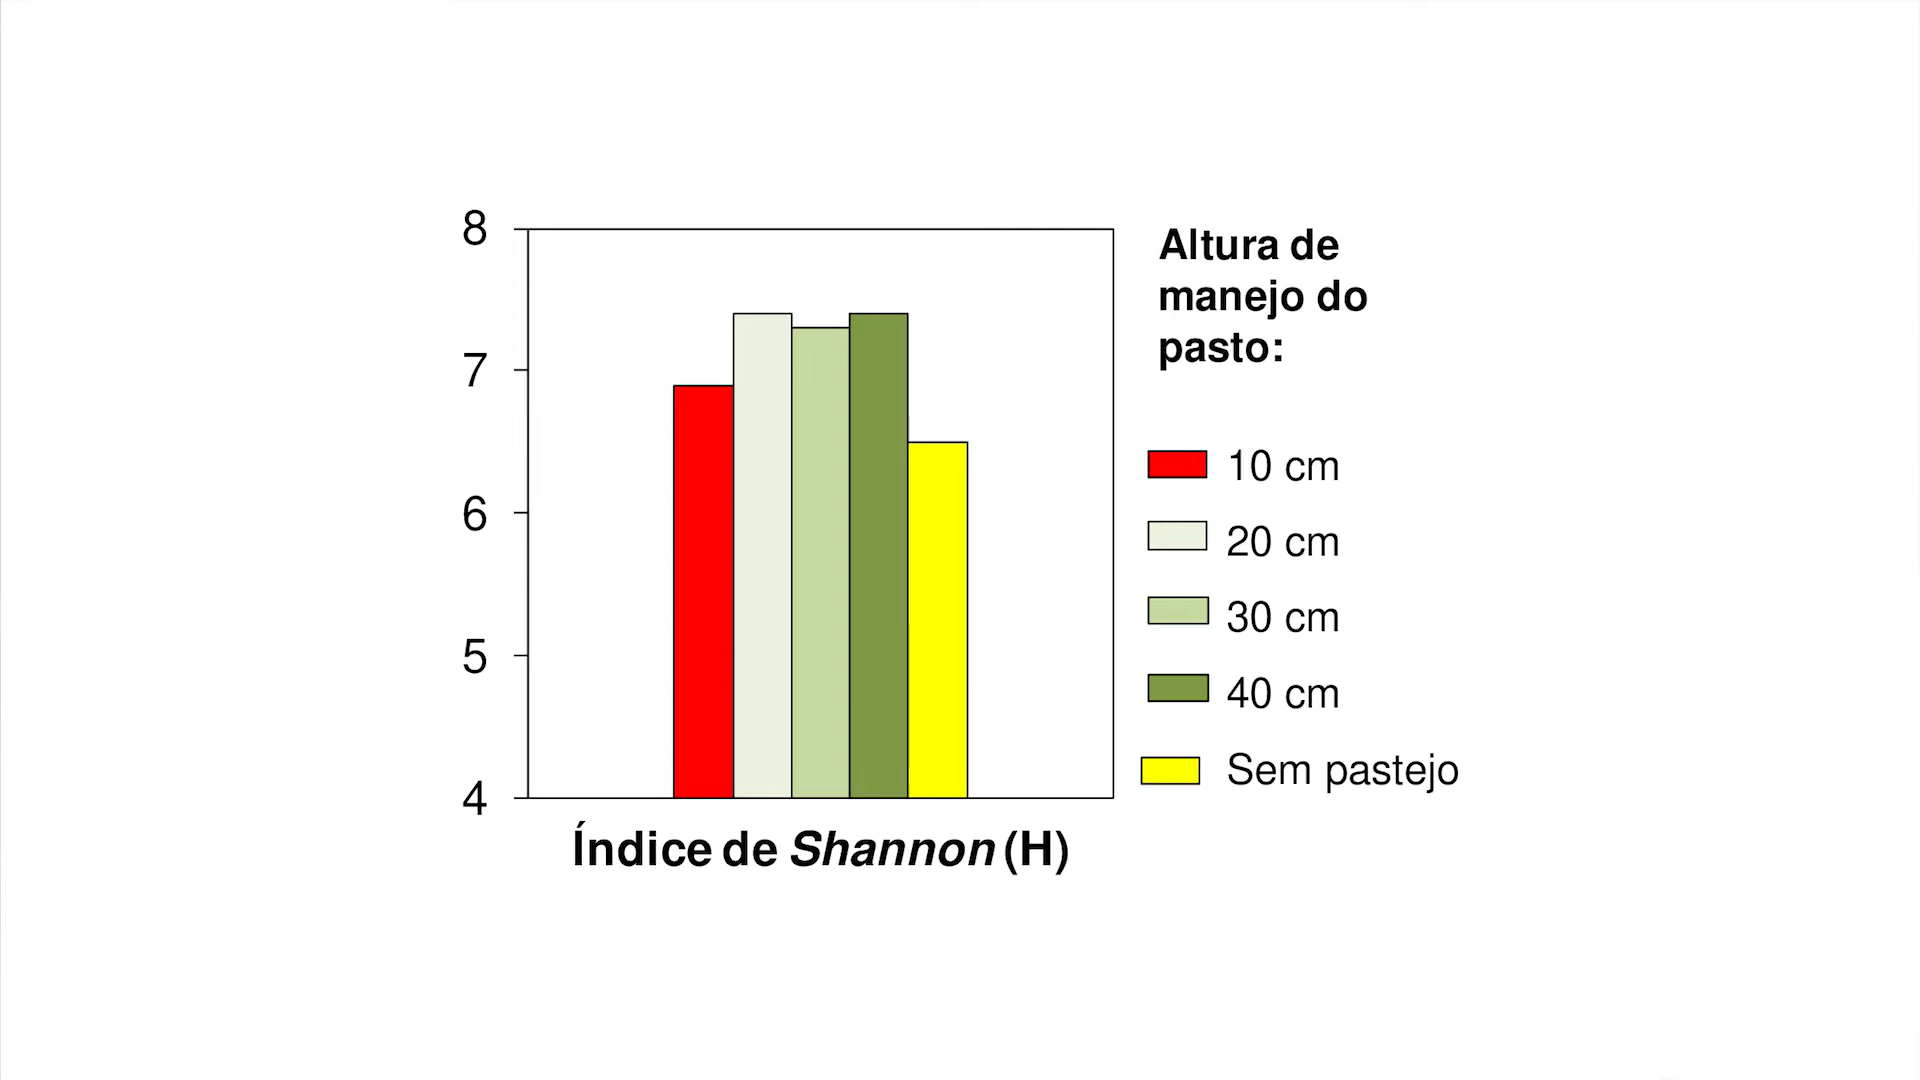 8
7
6
5
4
Índice de Shannon (H)
Altura de
manejo do
pasto:
10 cm
20 cm
30 cm
40 cm
Sem pastejo